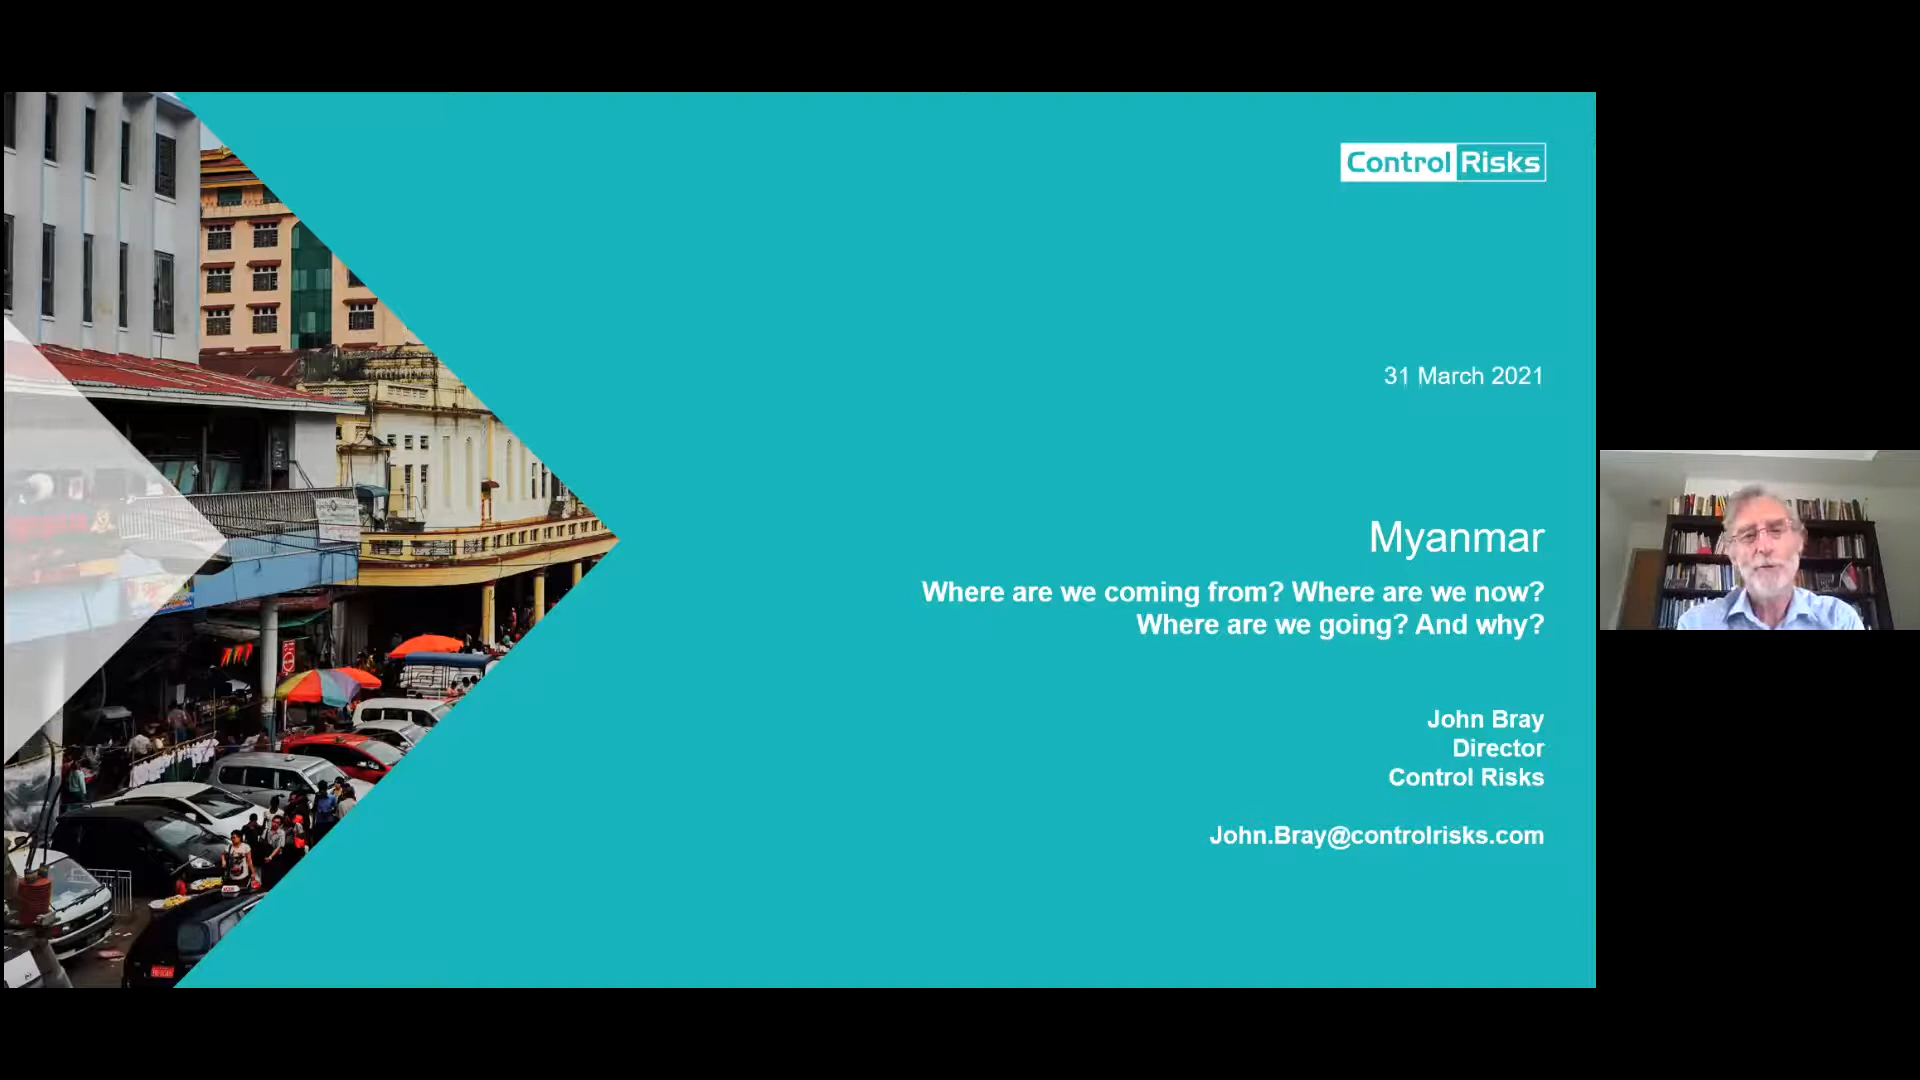 Control Risks
31 March 2021
Myanmar
Where are we coming from? Where are we now?
Where are we going? And why?
John Bray
Director
Control Risks
John.Bray@controlrisks.com